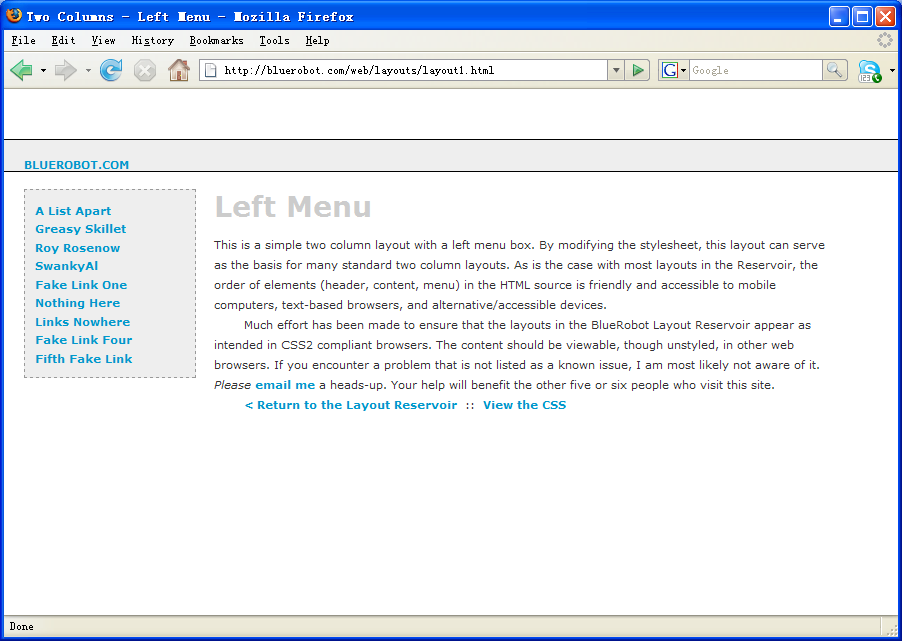 Two Columns - Left Menu - Mozilla Firefox
File Edit View History Bookmarks Tools Help
http://bluerobot.com/web/layouts/layout1.html
G Google
S 123
BLUEROBOT.COM
A List Apart
Greasy Skillet
Roy Rosenow
SwankyAl
Fake Link One
Nothing Here
Links Nowhere
Fake Link Four
Fifth Fake Link
Left Menu
This is a simple two column layout with a left menu box. By modifying the stylesheet, this layout can serve
as the basis for many standard two column layouts. As is the case with most layouts in the Reservoir, the
order of elements (header, content, menu) in the HTML source is friendly and accessible to mobile
computers, text-based browsers, and alternative/accessible devices.
Much effort has been made to ensure that the layouts in the BlueRobot Layout Reservoir appear as
intended in CSS2 compliant browsers. The content should be viewable, though unstyled, in other web
browsers. If you encounter a problem that is not listed as a known issue, I am most likely not aware of it.
Please email me a heads-up. Your help will benefit the other five or six people who visit this site.
< Return to the Layout Reservoir :: View the CSS
Done